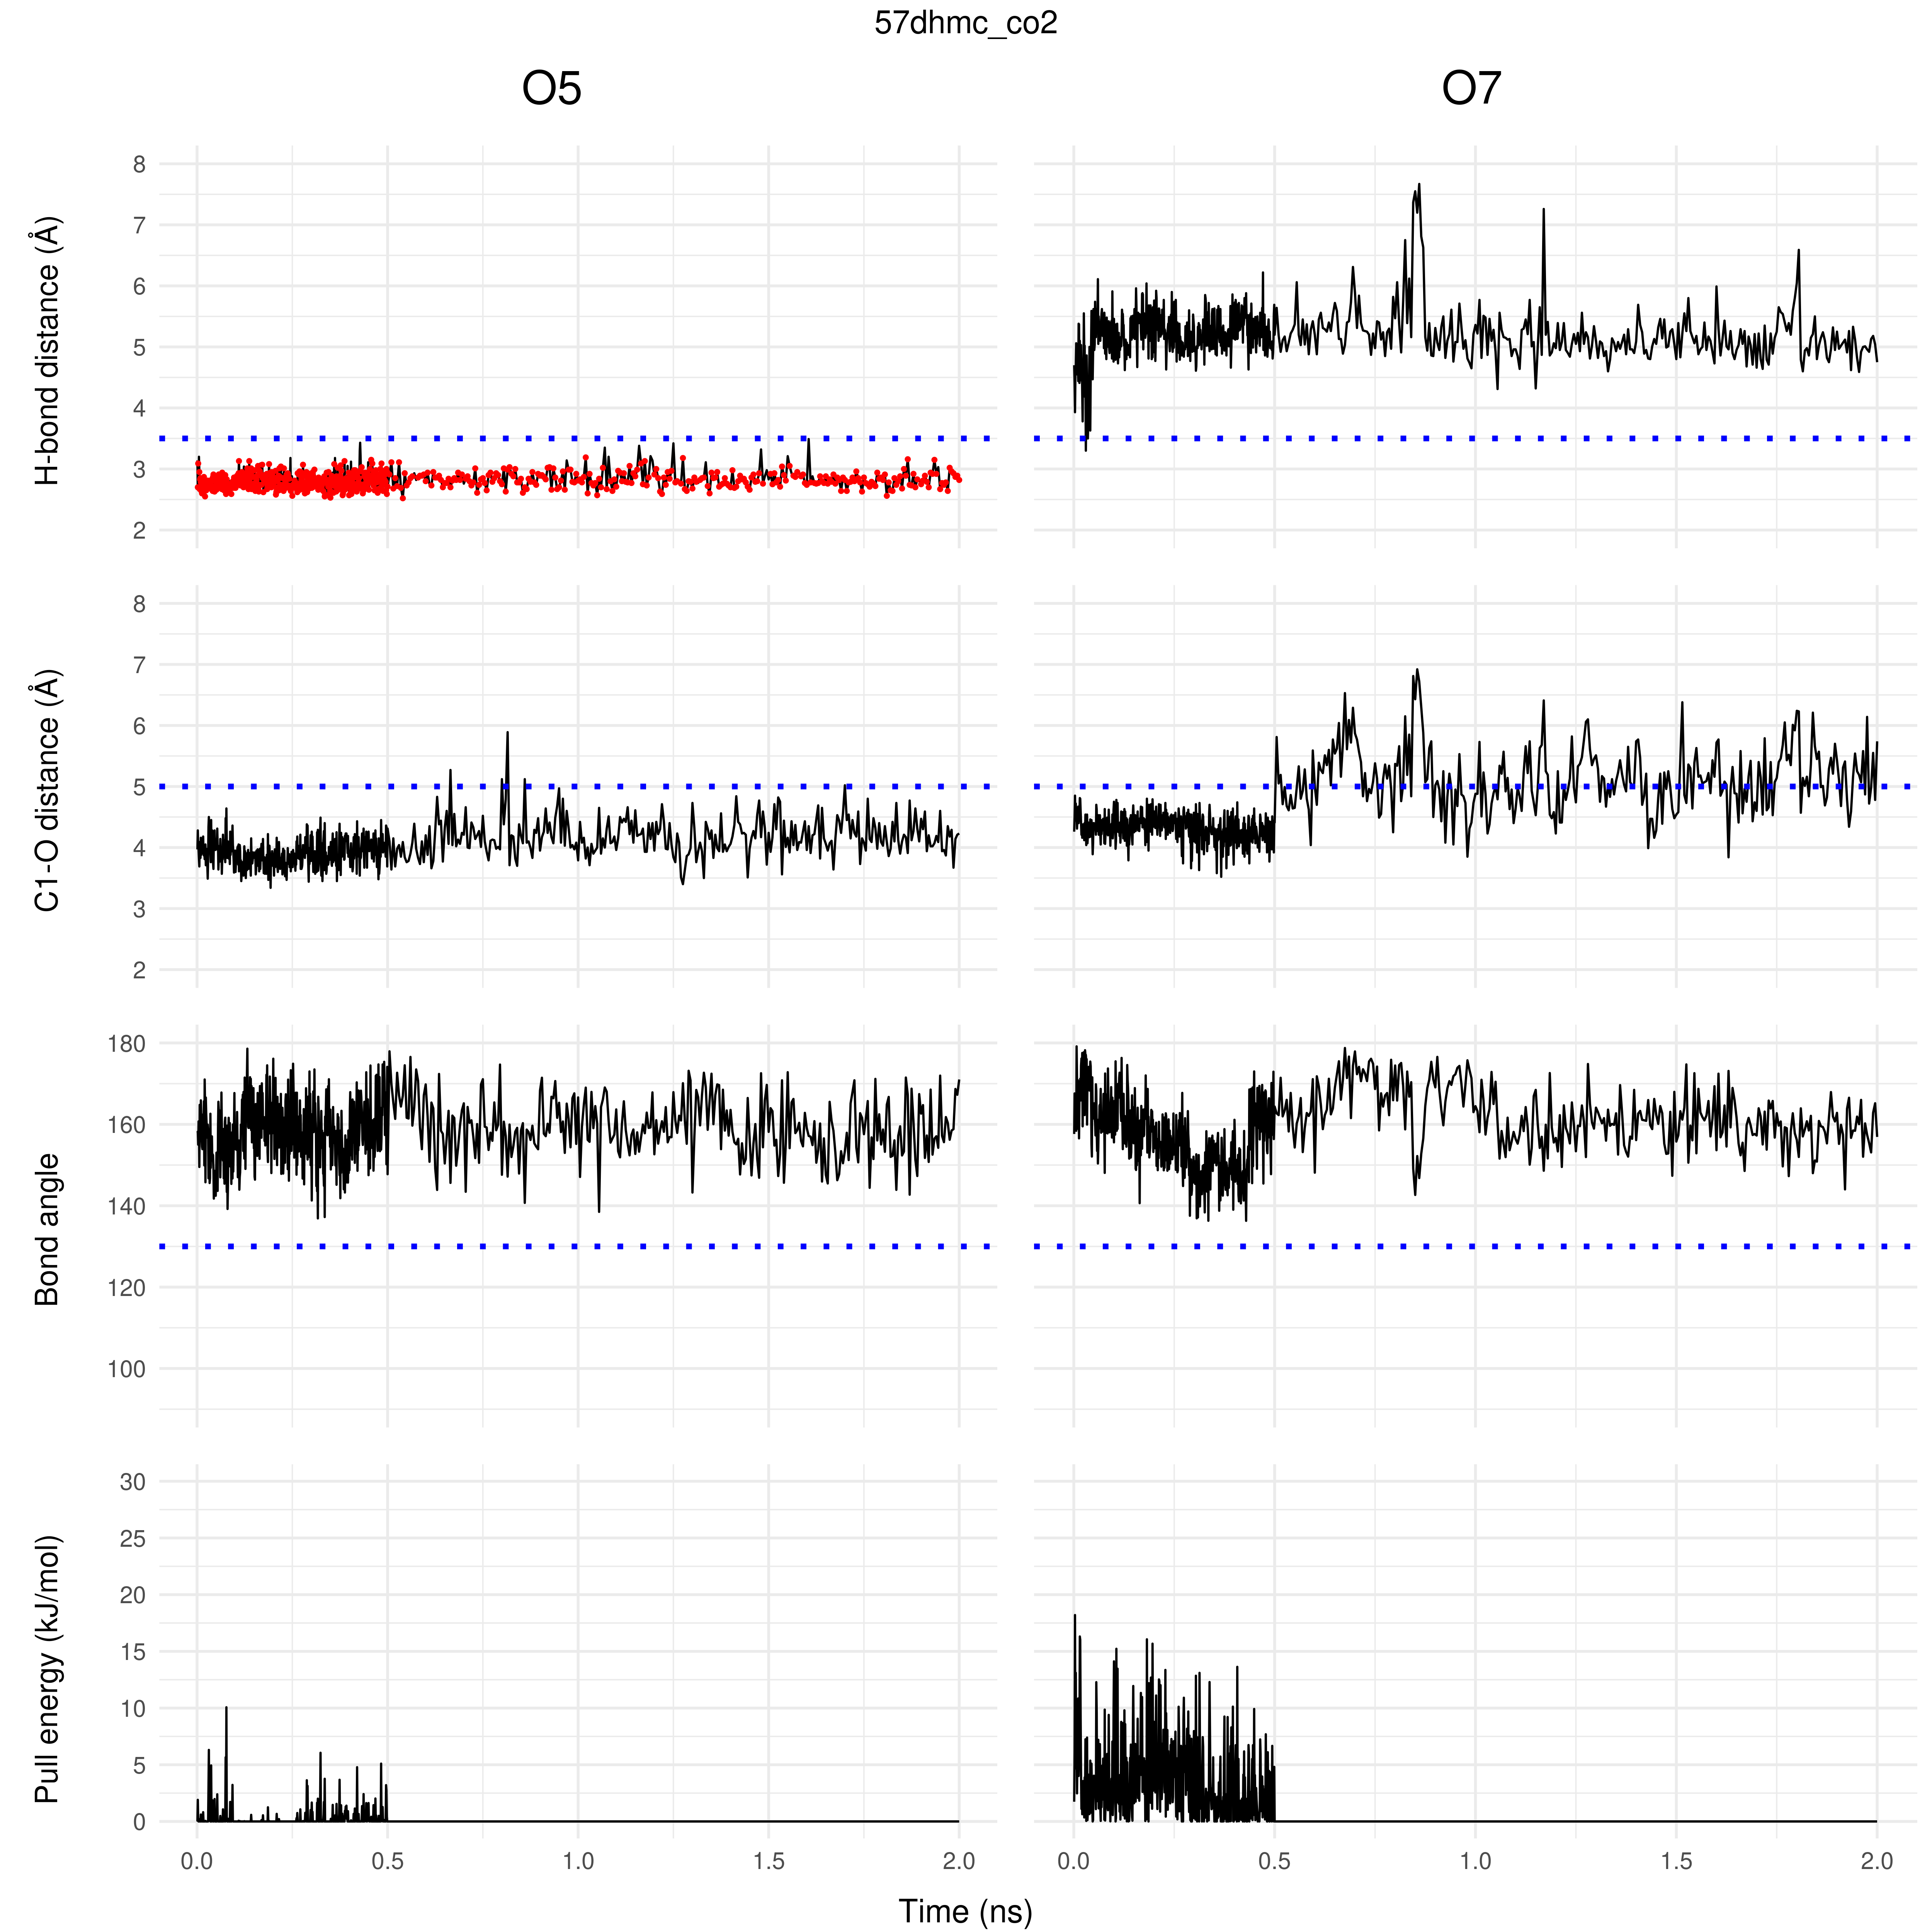 57dhmc_co2
O5
O7
H-bond distance (Å)
8
7
6
5
4
3
2
C1-O distance (Å)
8
7
6
5
4
3
2
Bond angle
180
160
140
120
100
Pull energy (kJ/mol)
30
25
20
15
10
5
0
0.0 0.5 1.0 1.5 2.0 0.0 0.5 1.0 1.5 2.0
Time (ns)